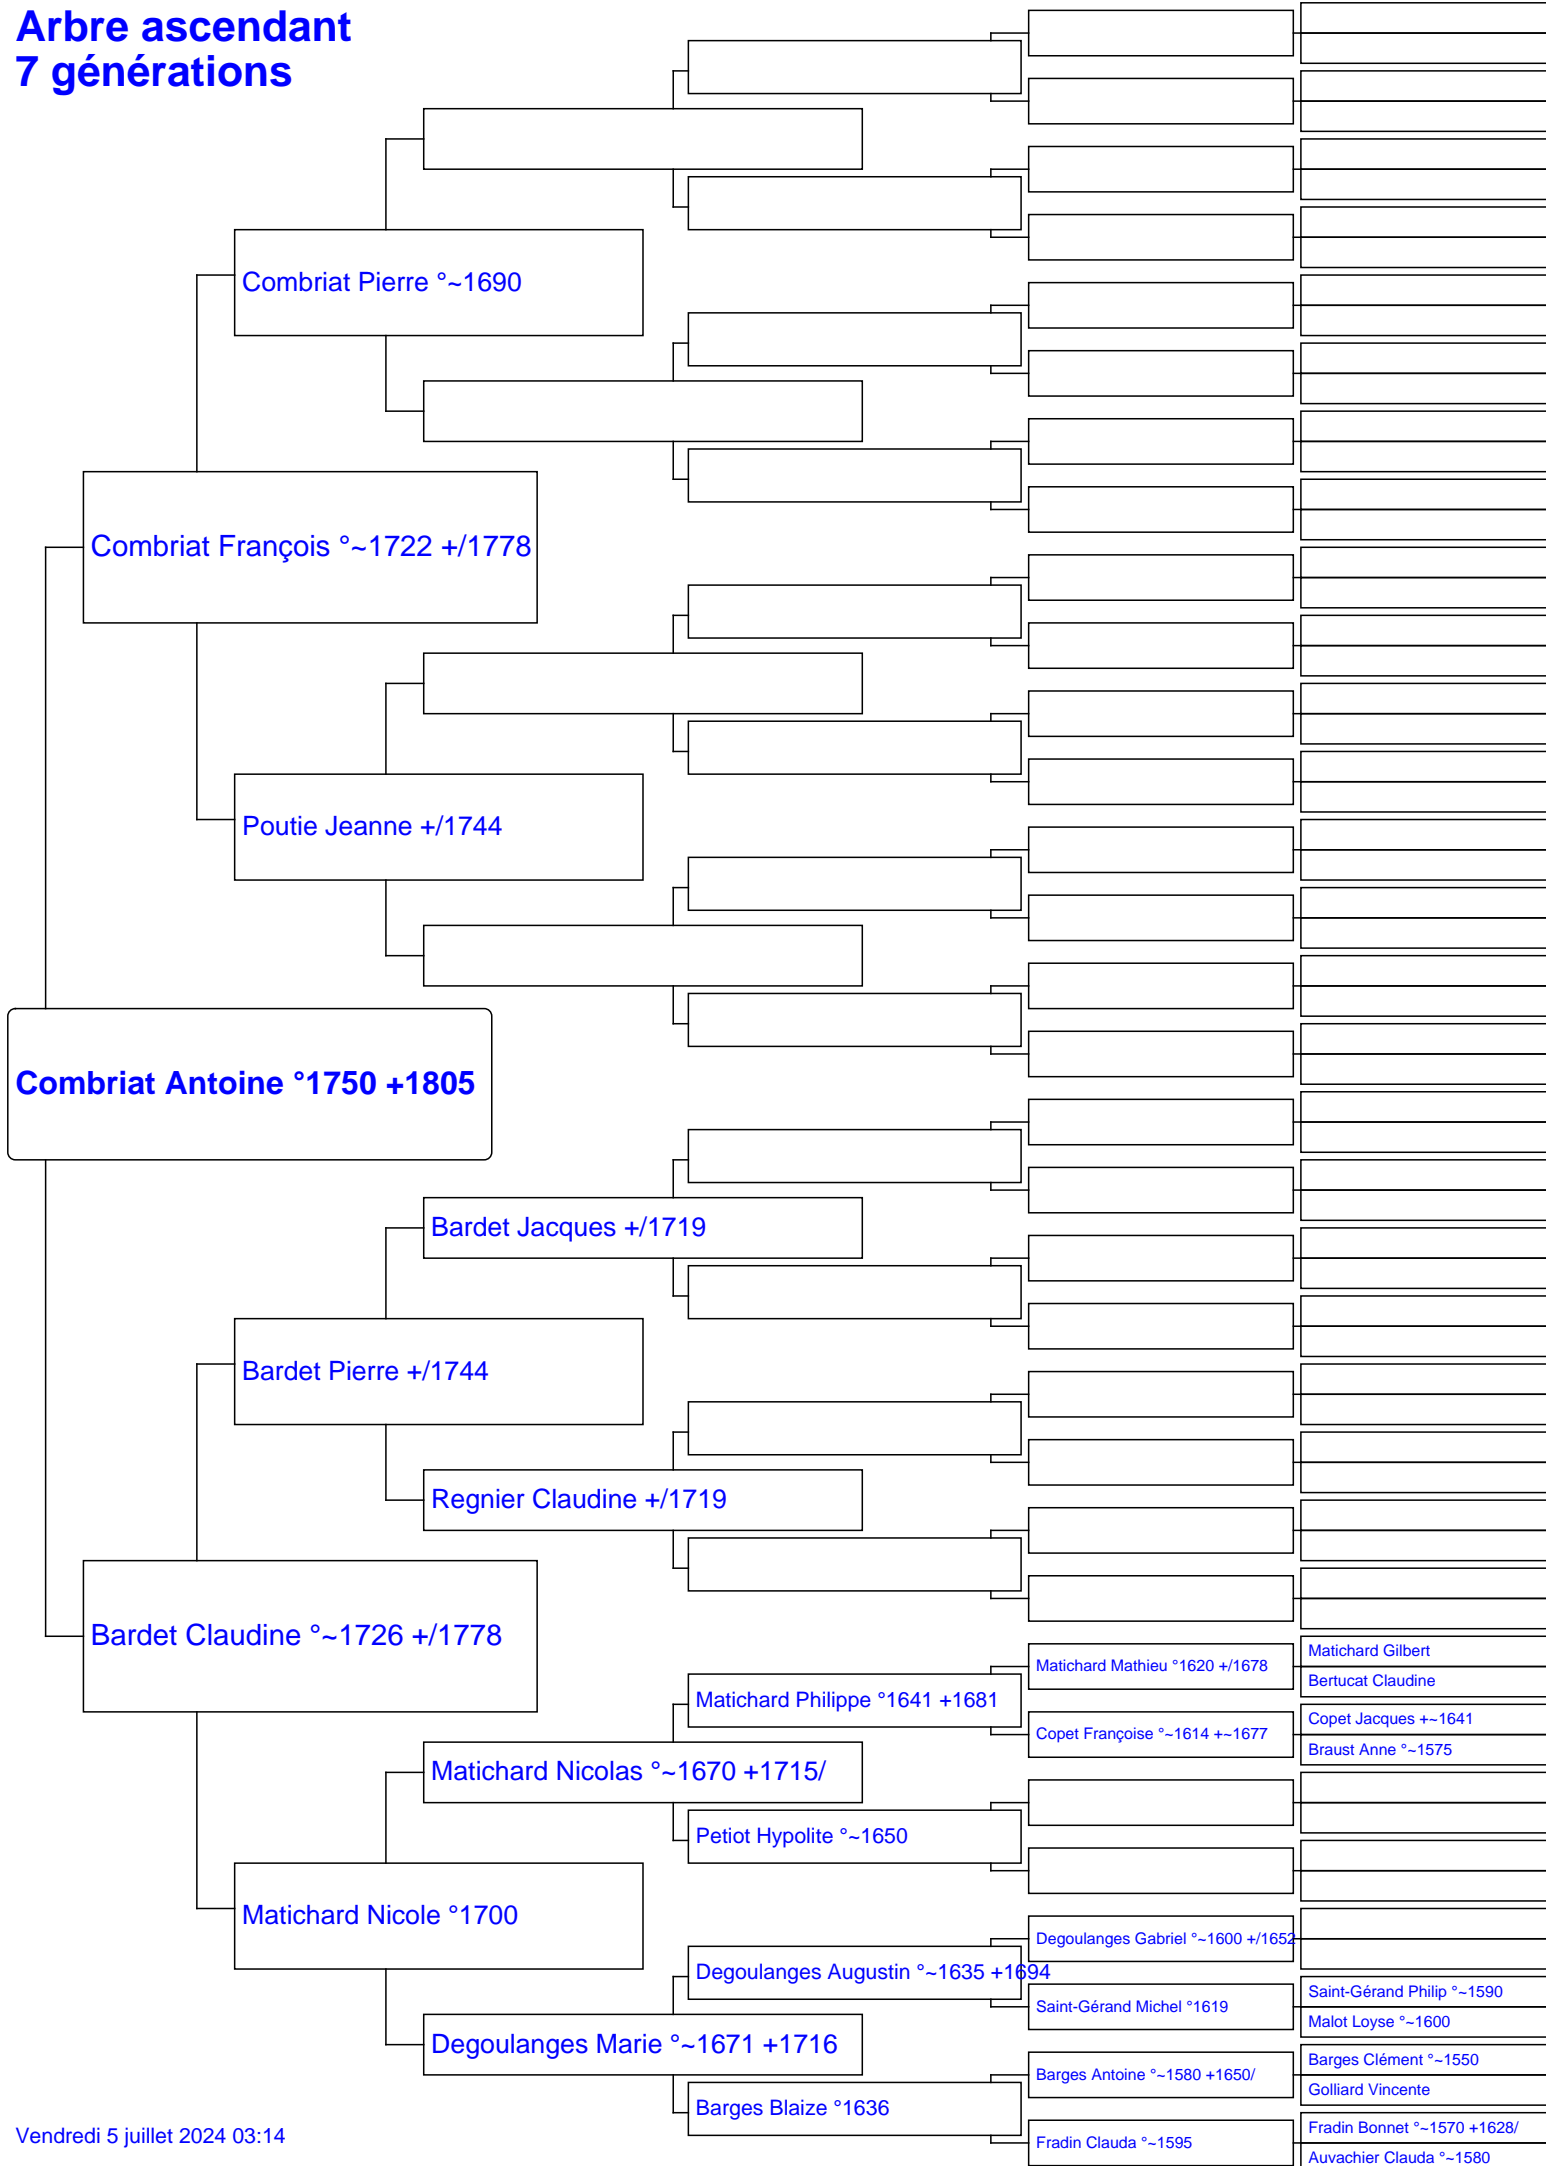 Arbre ascendant
7 générations
Combriat Pierre °~1690
Combriat François °~1722 +/1778
Poutie Jeanne +/1744
Combriat Antoine °1750 +1805
Bardet Jacques +/1719
Bardet Pierre +/1744
Regnier Claudine +/1719
Bardet Claudine °~1726 +/1778
Matichard Gilbert
Matichard Mathieu °1620 +/1678
Bertucat Claudine
Matichard Philippe °1641 +1681
Copet Jacques +~1641
Copet Françoise °~1614 +~1677
Braust Anne °~1575
Matichard Nicolas °~1670 +1715/
Petiot Hypolite °~1650
Matichard Nicole °1700
Degoulanges Gabriel °~1600 +/1652
Degoulanges Augustin °~1635 +1694
Saint-Gérand Philip °~1590
Saint-Gérand Michel °1619
Malot Loyse °~1600
Degoulanges Marie °~1671 +1716
Barges Clément °~1550
Barges Antoine °~1580 +1650/
Golliard Vincente
Barges Blaize °1636
Fradin Bonnet °~1570 +1628/
Fradin Clauda °~1595
Auvachier Clauda °~1580
Vendredi 5 juillet 2024 03:14